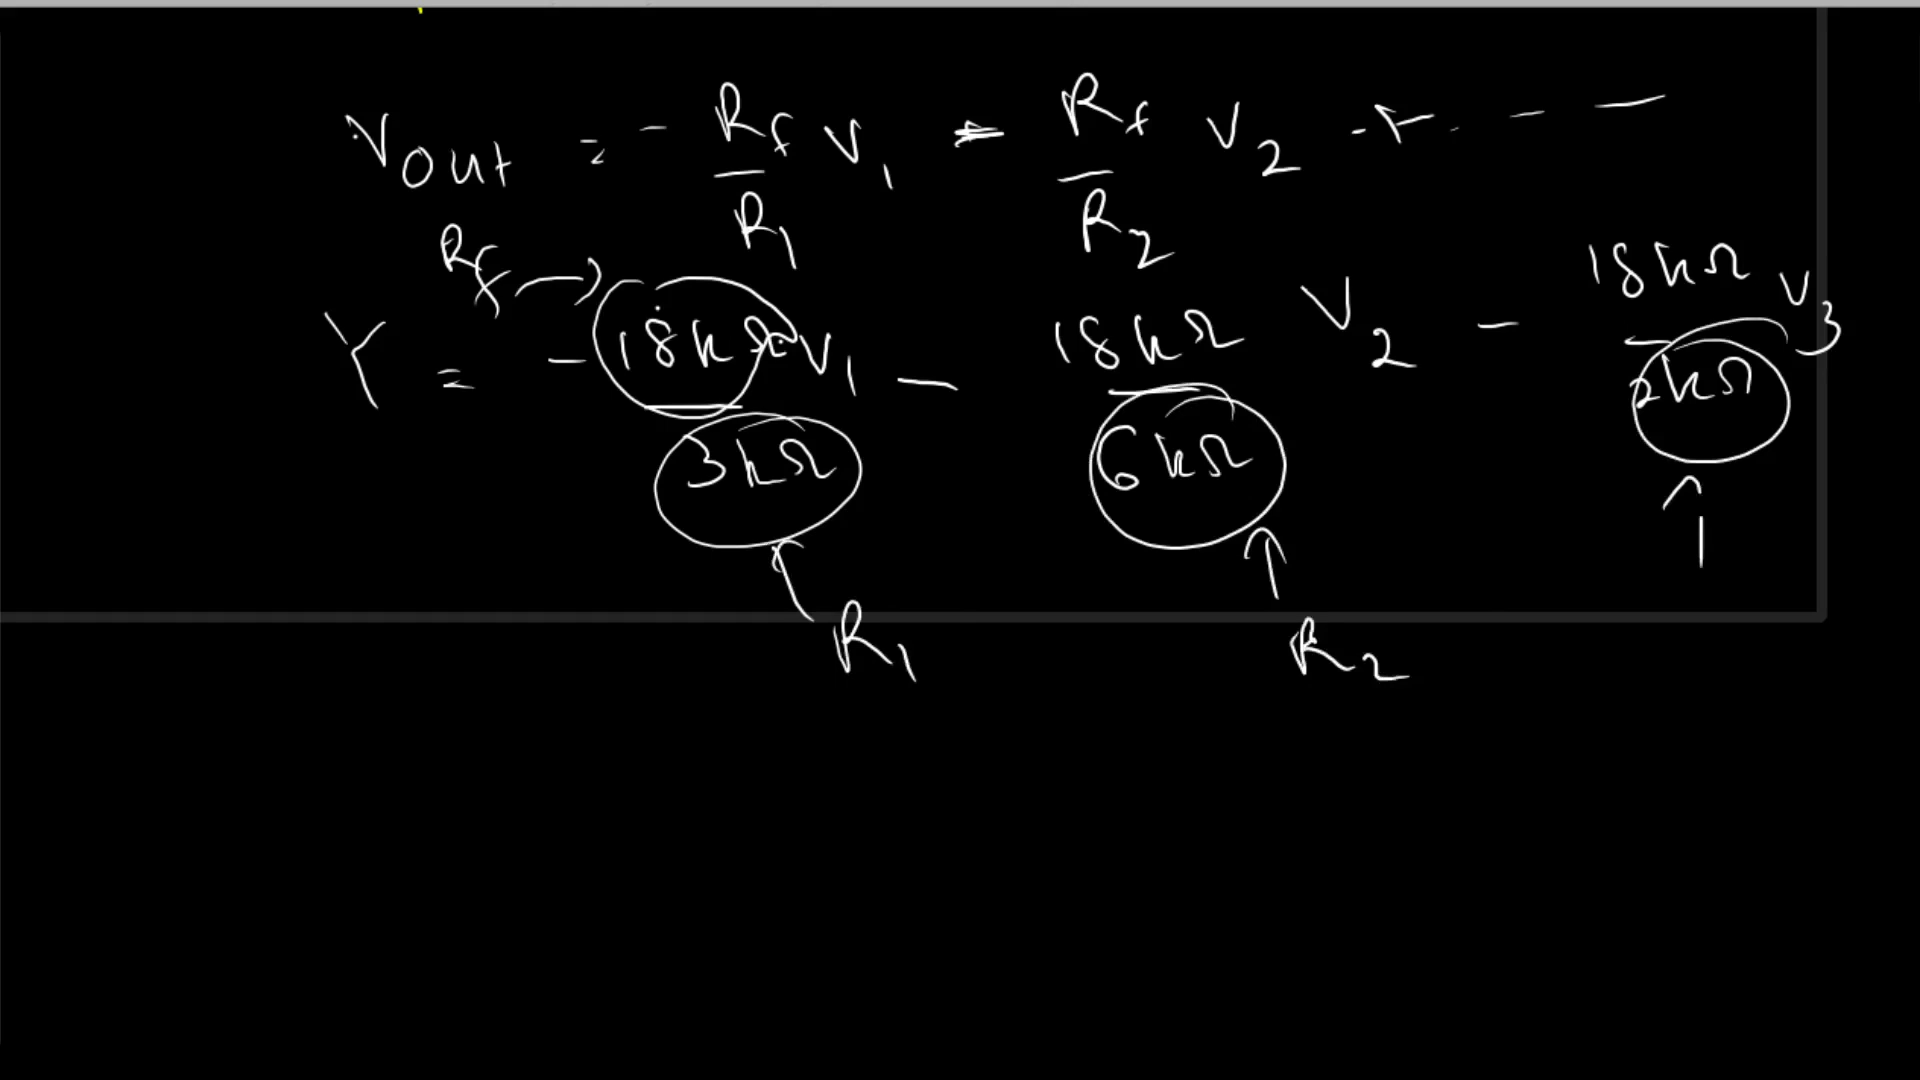 Vout = - Rf/R1 V1 - Rf/R2 V2 - + - - -
Rf →
Y = - 18kΩ/3kΩ V1 - 18kΩ/6kΩ V2 - 18kΩ/2kΩ V3
R1 R2